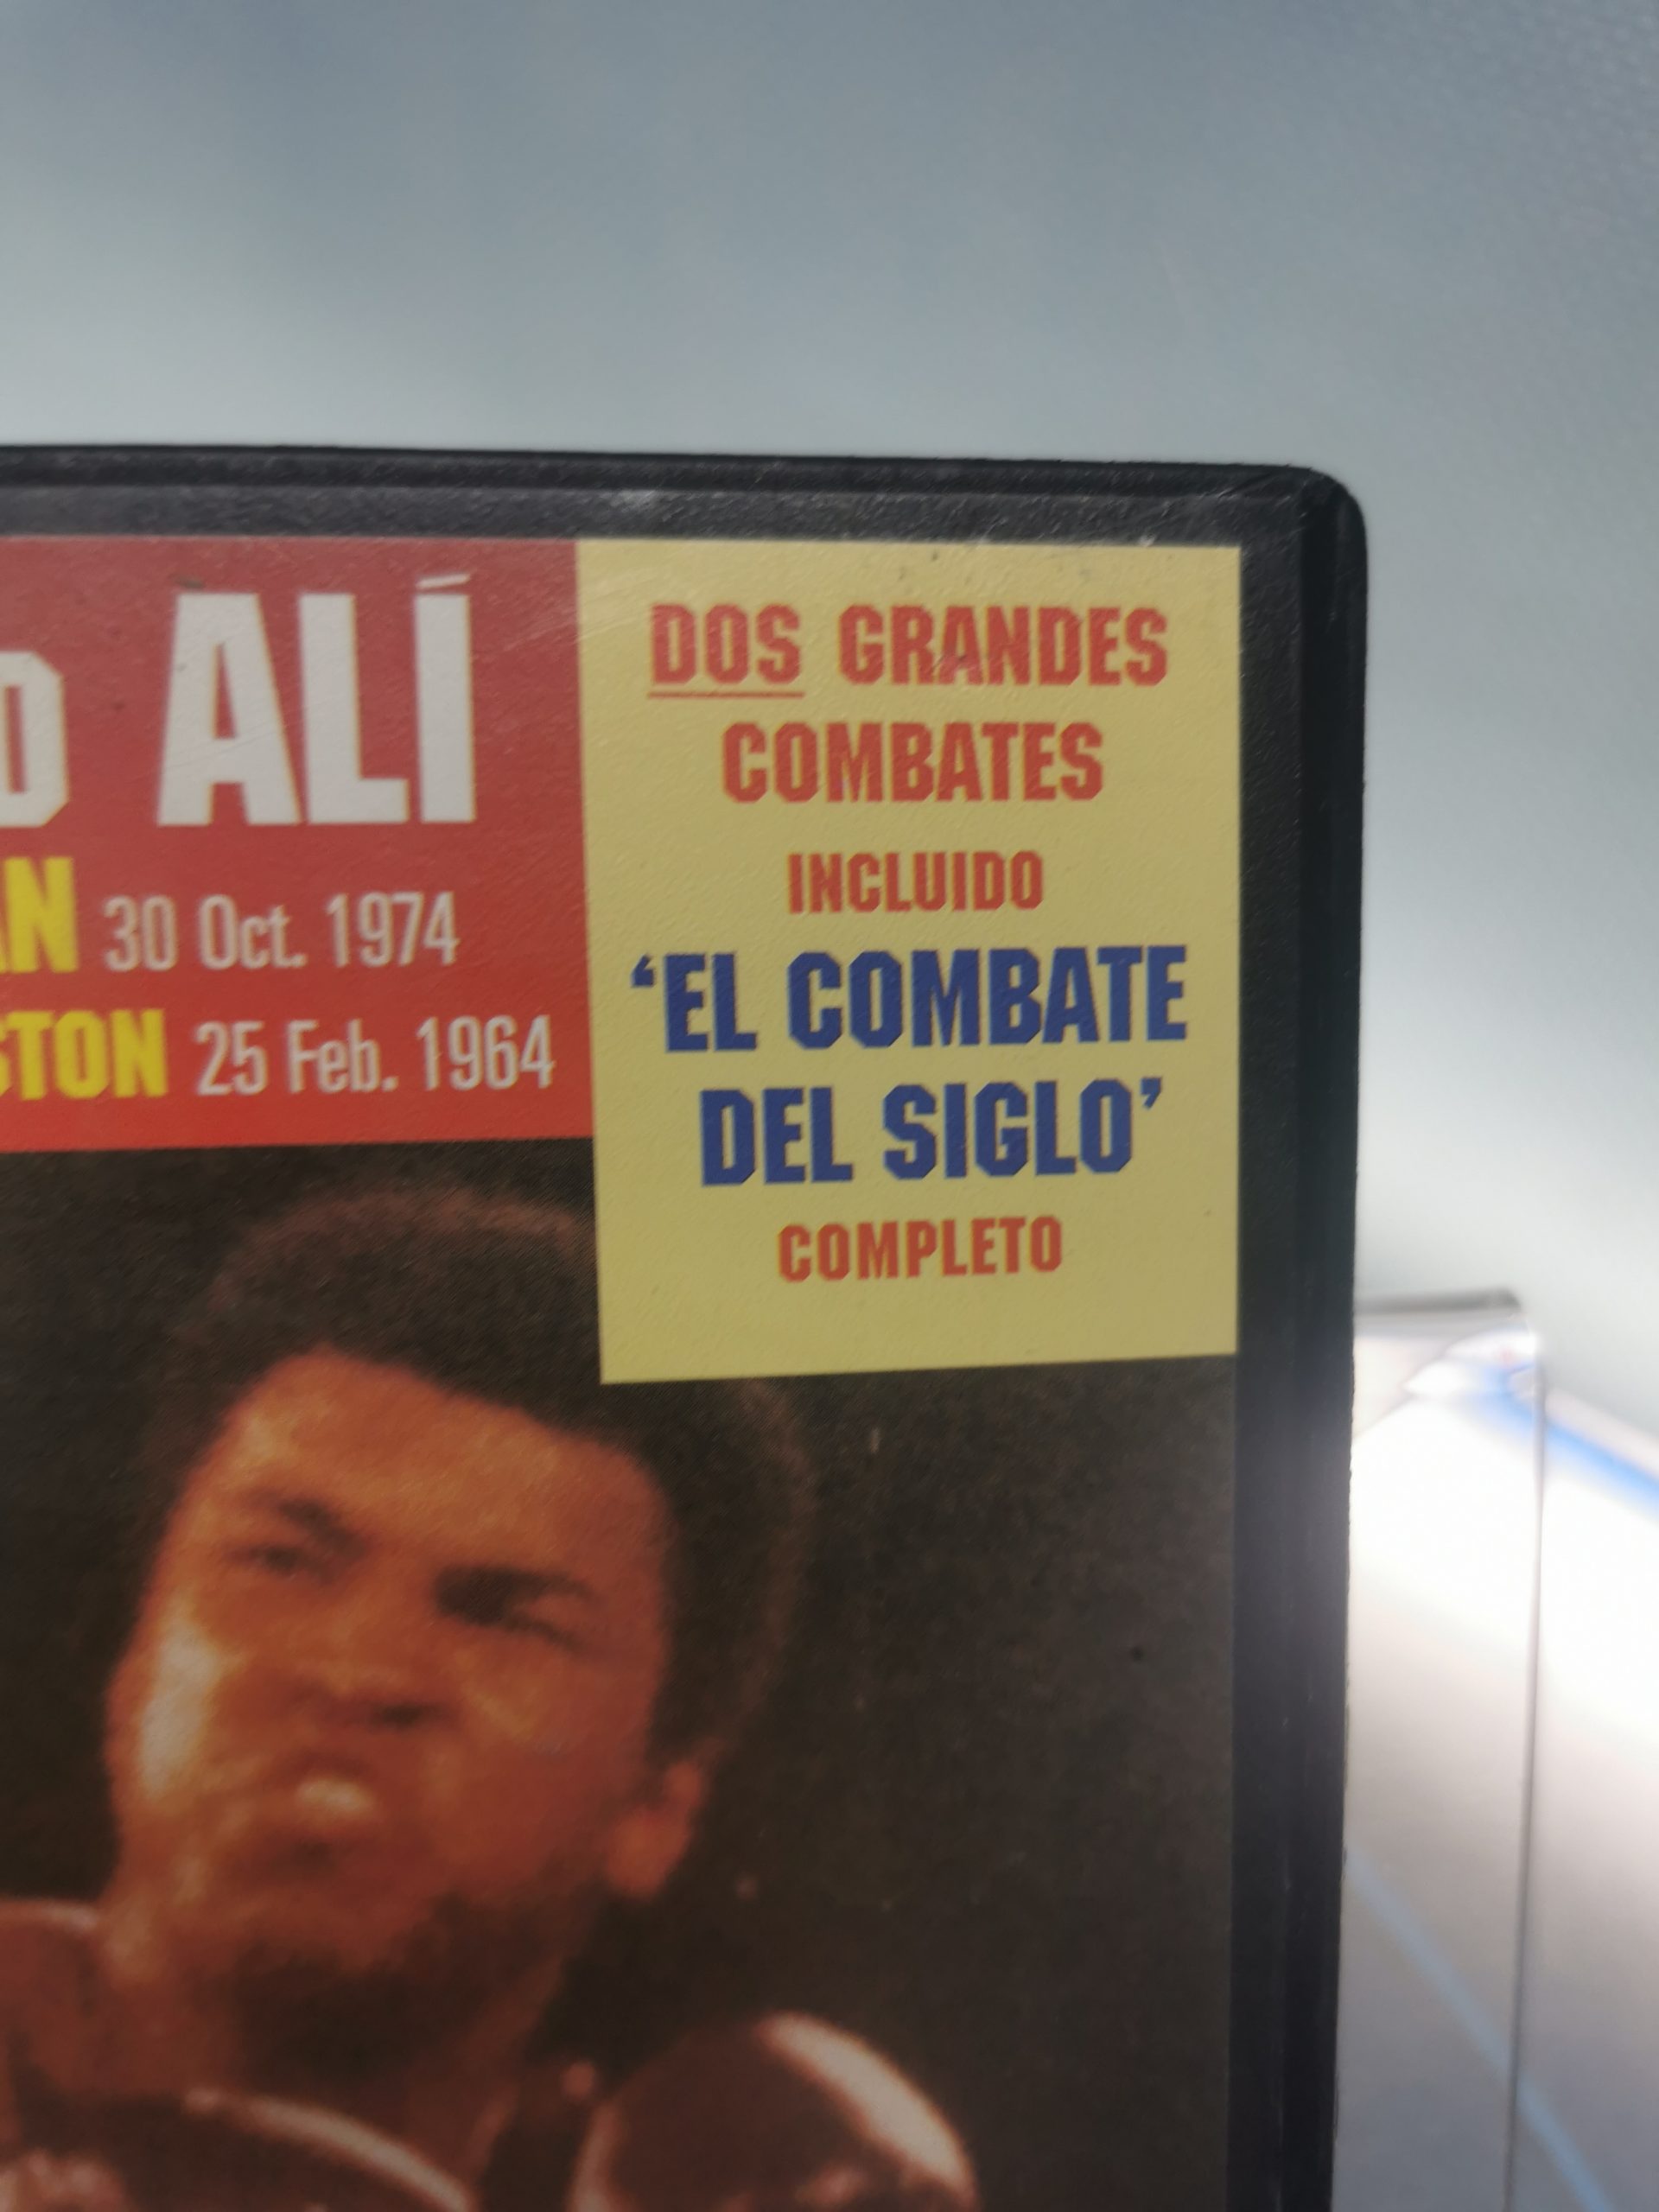 D ALÍ
AN 30 Oct. 1974
STON 25 Feb. 1964
DOS GRANDES
COMBATES
INCLUIDO
‘EL COMBATE
DEL SIGLO’
COMPLETO